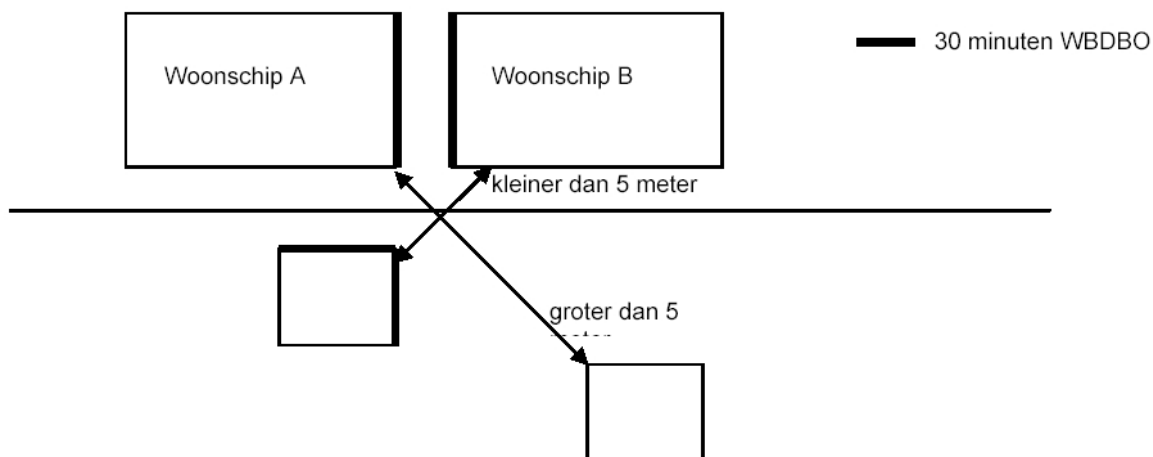 30 minuten WBDBO
Woonschip A
Woonschip B
kleiner dan 5 meter
groter dan 5